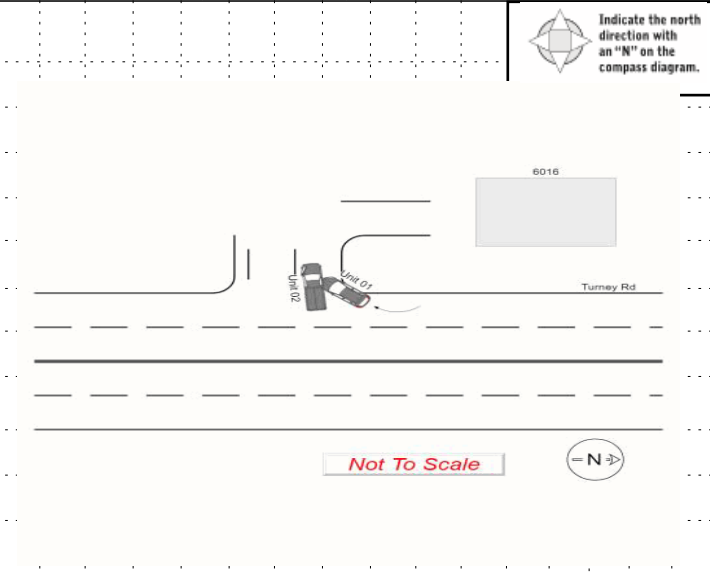 Indicate the north
direction with
an “N” on the
compass diagram.
6016
Unit 01
Unit 02
Turney Rd
Not To Scale
N